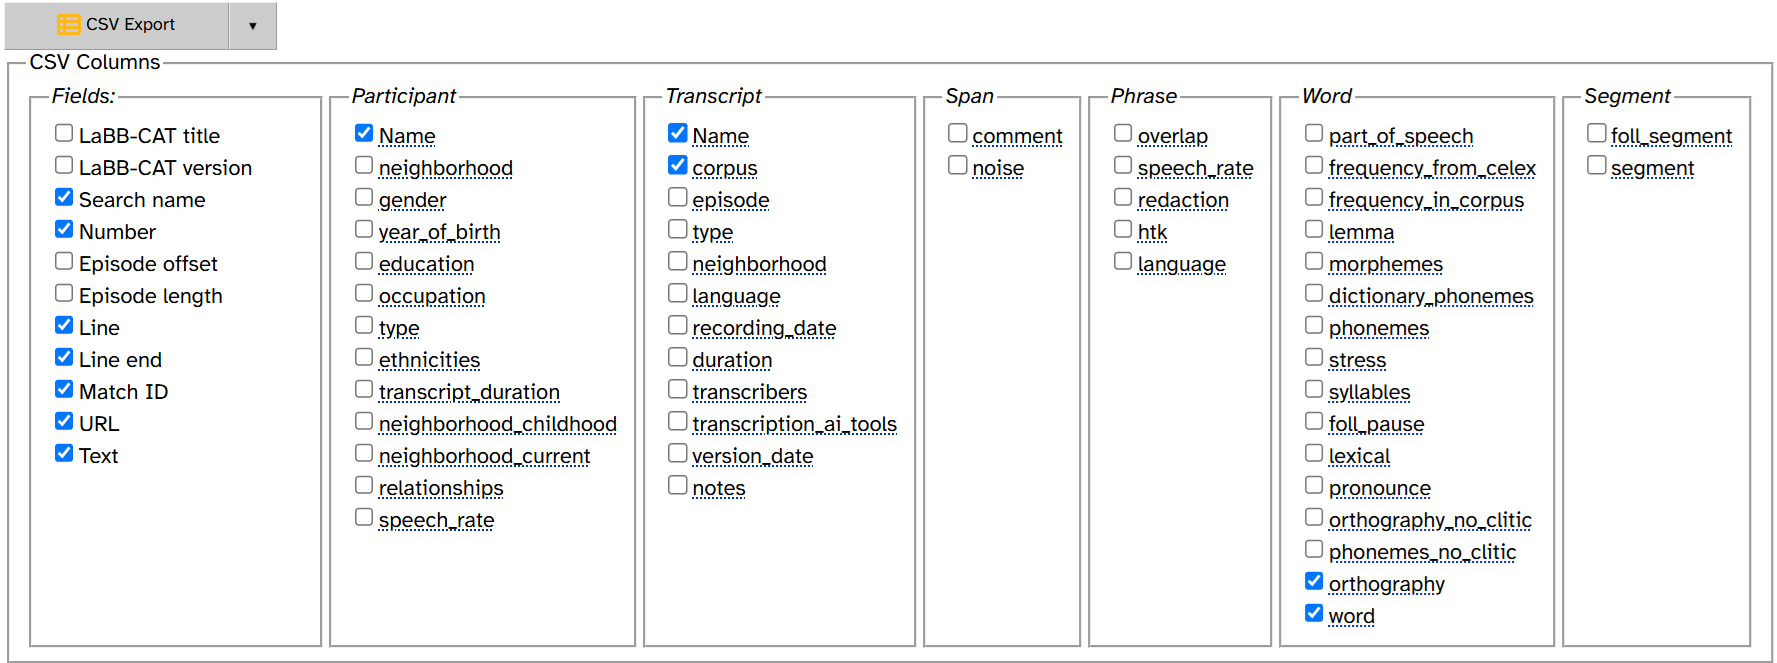 CSV Export ▼
CSV Columns
Fields:
LaBB-CAT title
LaBB-CAT version
Search name
Number
Episode offset
Episode length
Line
Line end
Match ID
URL
Text
Participant
Name
neighborhood
gender
year_of_birth
education
occupation
type
ethnicities
transcript_duration
neighborhood_childhood
neighborhood_current
relationships
speech_rate
Transcript
Name
corpus
episode
type
neighborhood
language
recording_date
duration
transcribers
transcription_ai_tools
version_date
notes
Span
comment
noise
Phrase
overlap
speech_rate
redaction
htk
language
Word
part_of_speech
frequency_from_celex
frequency_in_corpus
lemma
morphemes
dictionary_phonemes
phonemes
stress
syllables
foll_pause
lexical
pronounce
orthography_no_clitic
phonemes_no_clitic
orthography
word
Segment
foll_segment
segment